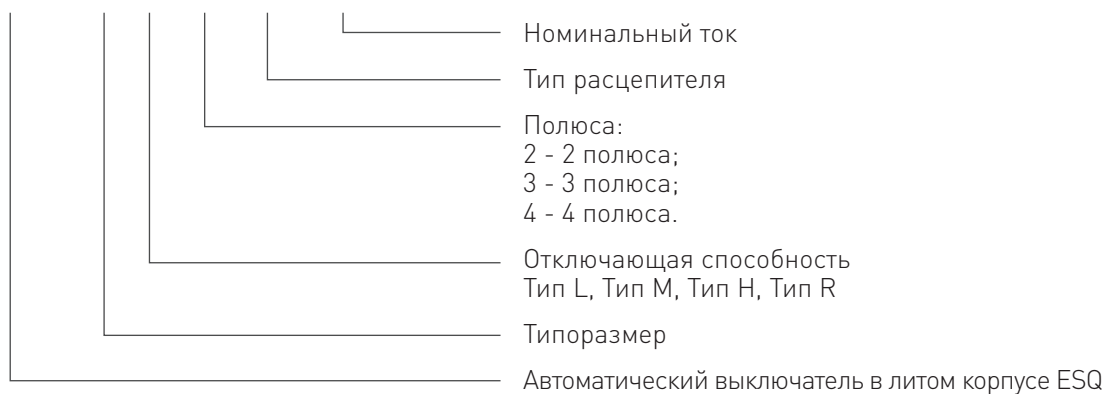 Номинальный ток
Тип расцепителя
Полюса:
2 - 2 полюса;
3 - 3 полюса;
4 - 4 полюса.
Отключающая способность
Тип L, Тип M, Тип H, Тип R
Типоразмер
Автоматический выключатель в литом корпусе ESQ